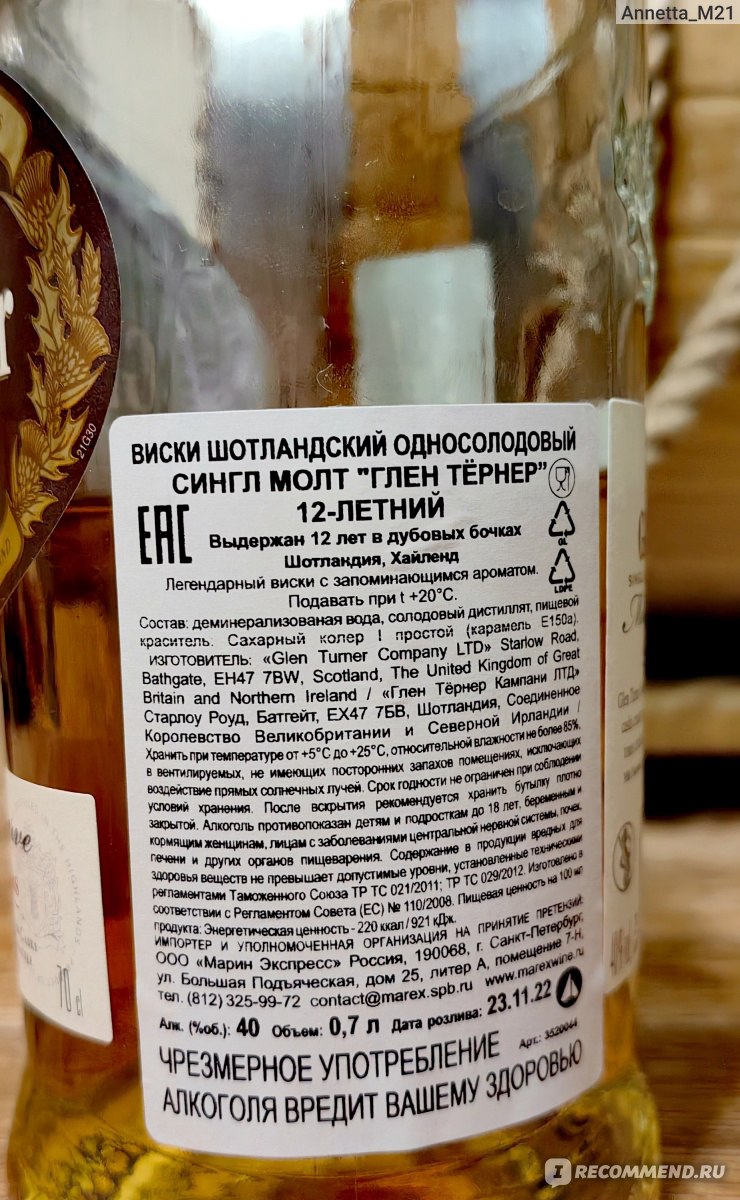 Annetta_M21
r
21G30
ВИСКИ ШОТЛАНДСКИЙ ОДНОСОЛОДОВЫЙ
СИНГЛ МОЛТ "ГЛЕН ТЁРНЕР"
12-ЛЕТНИЙ
EAC
Выдержан 12 лет в дубовых бочках
Шотландия, Хайленд
Легендарный виски с запоминающимся ароматом.
Подавать при t +20°C.
GL
LDPE
Состав: деминерализованая вода, солодовый дистиллят, пищевой
краситель: Сахарный колер I простой (карамель E150a).
ИЗГОТОВИТЕЛЬ: «Glen Turner Company LTD» Starlow Road,
Bathgate, EH47 7BW, Scotland, The United Kingdom of Great
Britain and Northern Ireland / «Глен Тёрнер Кампани ЛТД»
Старлоу Роуд, Батгейт, ЕХ47 7БВ, Шотландия, Соединенное
Королевство Великобритании и Северной Ирландии /
Хранить при температуре от +5°C до +25°C, относительной влажности не более 85%,
в вентилируемых, не имеющих посторонних запахов помещениях, исключающих
воздействие прямых солнечных лучей. Срок годности не ограничен при соблюдении
условий хранения. После вскрытия рекомендуется хранить бутылку плотно
закрытой. Алкоголь противопоказан детям и подросткам до 18 лет, беременным и
кормящим женщинам, лицам с заболеваниями центральной нервной системы, почек,
печени и других органов пищеварения. Содержание в продукции вредных для
здоровья веществ не превышает допустимые уровни, установленные техническими
регламентами Таможенного Союза ТР ТС 021/2011; ТР ТС 029/2012. Изготовлено в
соответствии с Регламентом Совета (ЕС) № 110/2008. Пищевая ценность на 100 мл
продукта: Энергетическая ценность - 220 ккал / 921 кДж.
ИМПОРТЕР И УПОЛНОМОЧЕННАЯ ОРГАНИЗАЦИЯ НА ПРИНЯТИЕ ПРЕТЕНЗИЙ:
ООО «Марин Экспресс» Россия, 190068, г. Санкт-Петербург,
ул. Большая Подъяческая, дом 25, литер А, помещение 7-Н,
тел. (812) 325-99-72 contact@marex.spb.ru www.marexwine.ru
Алк. (%об.): 40 Объем: 0,7 л Дата розлива: 23.11.22
Арт.: 3520044
ЧРЕЗМЕРНОЕ УПОТРЕБЛЕНИЕ
АЛКОГОЛЯ ВРЕДИТ ВАШЕМУ ЗДОРОВЬЮ
70 cl
IRECOMMEND.RU